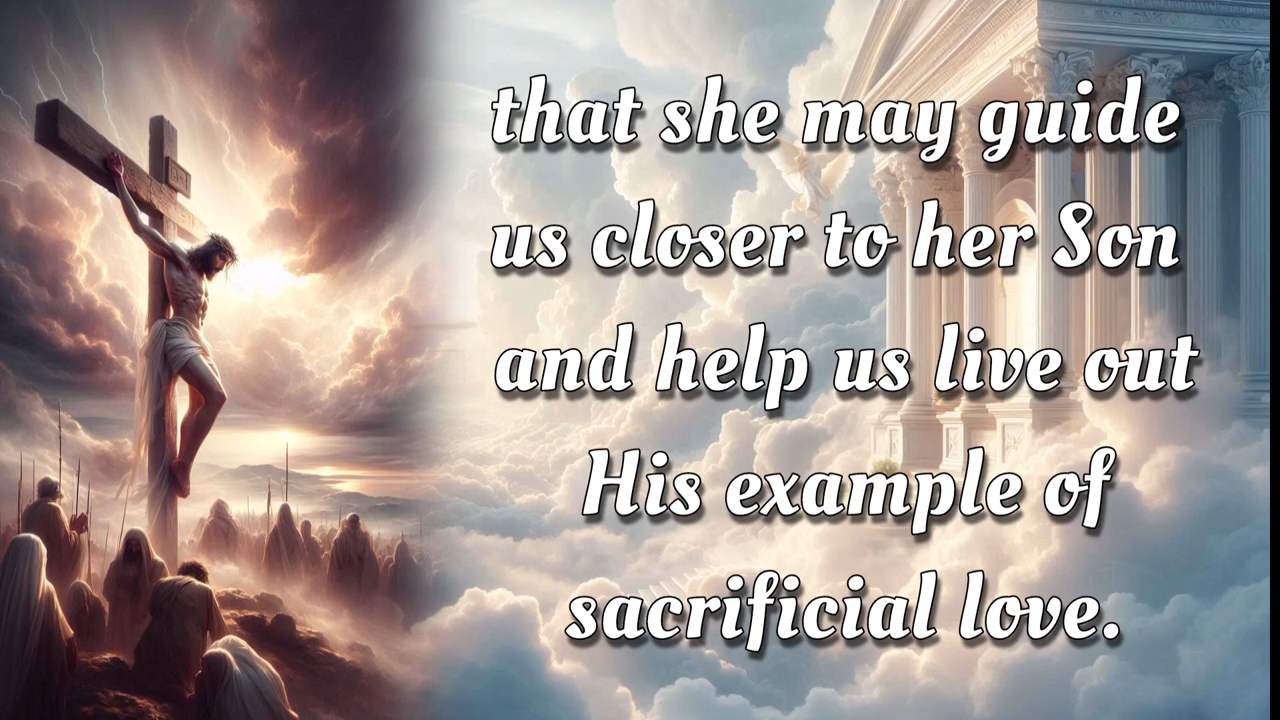 that she may guide
us closer to her Son
and help us live out
His example of
sacrificial love.